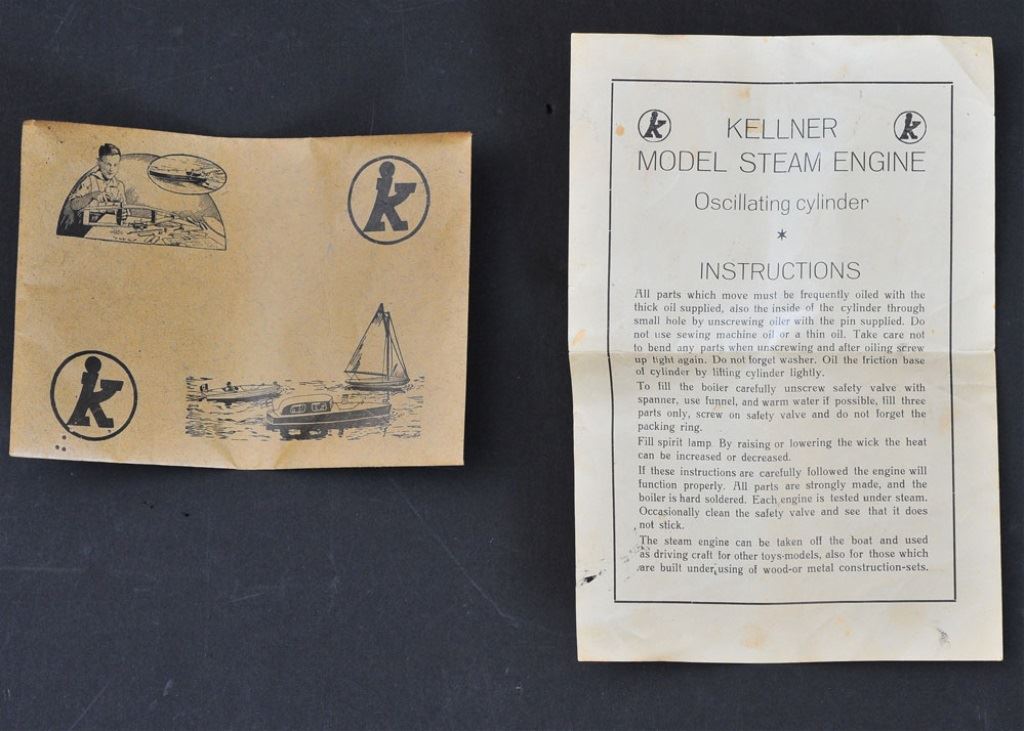 k
k
k
k
KELLNER
MODEL STEAM ENGINE
Oscillating cylinder
*
INSTRUCTIONS
All parts which move must be frequently oiled with the
thick oil supplied, also the inside of the cylinder through
small hole by unscrewing oiler with the pin supplied. Do
not use sewing machine oil or a thin oil. Take care not
to bend any parts when unscrewing and after oiling screw
up tight again. Do not forget washer. Oil the friction base
of cylinder by lifting cylinder lightly.
To fill the boiler carefully unscrew safety valve with
spanner, use funnel, and warm water if possible, fill three
parts only, screw on safety valve and do not forget the
packing ring.
Fill spirit lamp. By raising or lowering the wick the heat
can be increased or decreased.
If these instructions are carefully followed the engine will
function properly. All parts are strongly made, and the
boiler is hard soldered. Each engine is tested under steam.
Occasionally clean the safety valve and see that it does
not stick.
The steam engine can be taken off the boat and used
as driving craft for other toys-models, also for those which
are built under using of wood-or metal construction-sets.